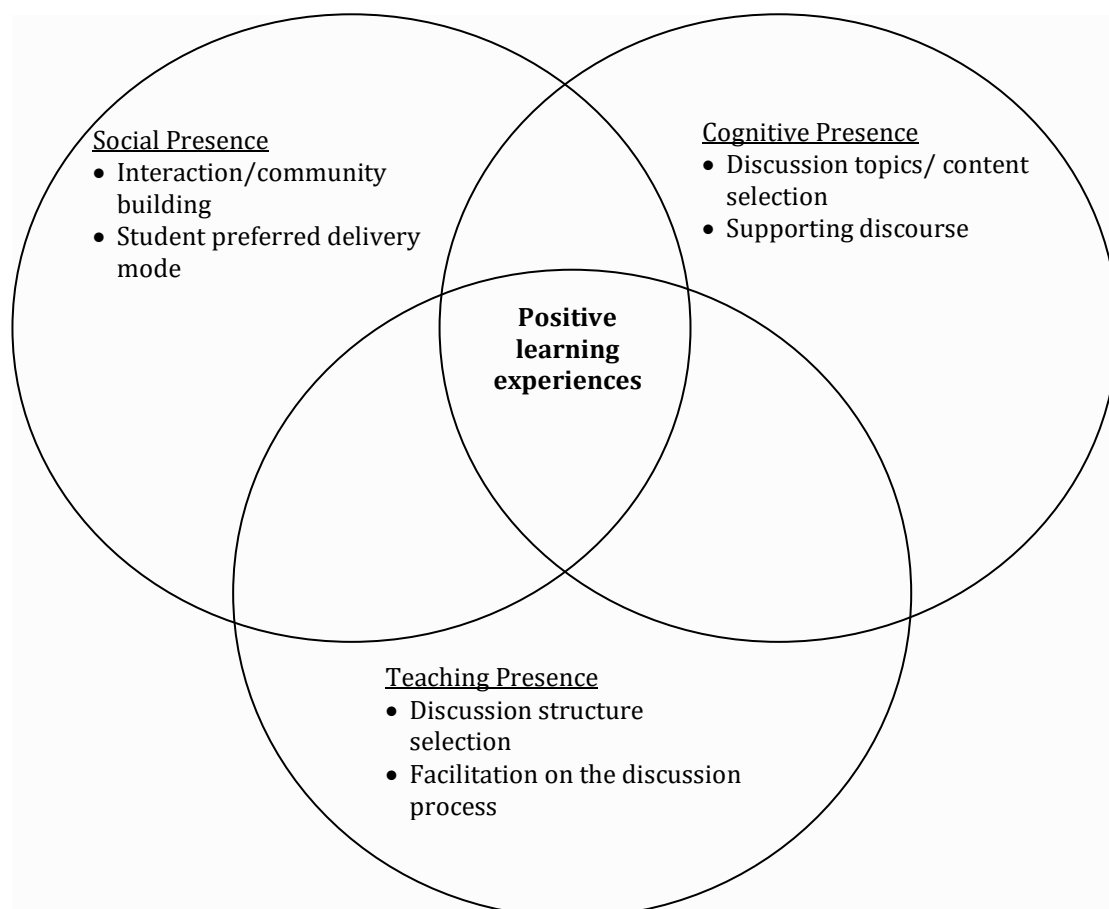 Social Presence
• Interaction/community
building
• Student preferred delivery
mode
Cognitive Presence
• Discussion topics/ content
selection
• Supporting discourse
Positive
learning
experiences
Teaching Presence
• Discussion structure
selection
• Facilitation on the discussion
process